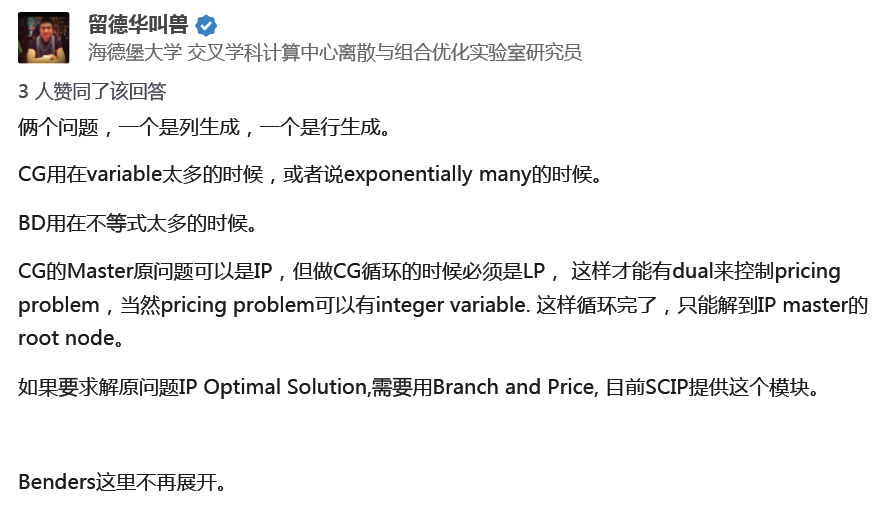 留德华叫兽
海德堡大学 交叉学科计算中心离散与组合优化实验室研究员
3 人赞同了该回答
俩个问题，一个是列生成，一个是行生成。
CG用在variable太多的时候，或者说exponentially many的时候。
BD用在不等式太多的时候。
CG的Master原问题可以是IP，但做CG循环的时候必须是LP， 这样才能有dual来控制pricing
problem，当然pricing problem可以有integer variable. 这样循环完了，只能解到IP master的
root node。
如果要求解原问题IP Optimal Solution,需要用Branch and Price, 目前SCIP提供这个模块。
Benders这里不再展开。